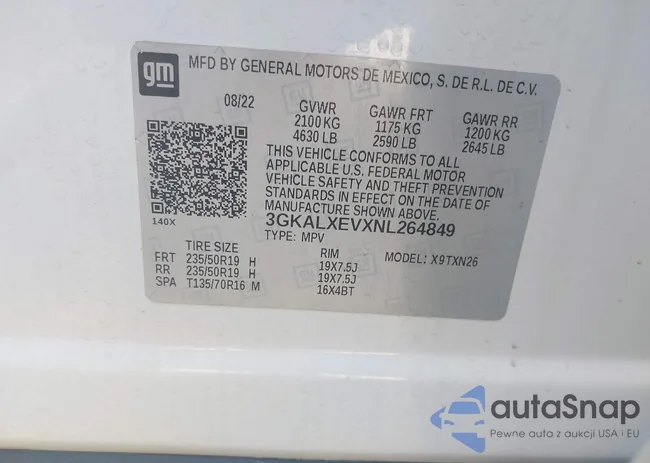 gm
MFD BY GENERAL MOTORS DE MEXICO, S. DE R.L. DE C.V.
08/22 GVWR GAWR FRT GAWR RR
2100 KG 1175 KG 1200 KG
4630 LB 2590 LB 2645 LB
THIS VEHICLE CONFORMS TO ALL
APPLICABLE U.S. FEDERAL MOTOR
VEHICLE SAFETY AND THEFT PREVENTION
STANDARDS IN EFFECT ON THE DATE OF
MANUFACTURE SHOWN ABOVE.
140X 3GKALXEVXNL264849
TYPE: MPV
TIRE SIZE RIM MODEL: X9TXN26
FRT 235/50R19 H 19X7.5J
RR 235/50R19 H 19X7.5J
SPA T135/70R16 M 16X4BT
autaSnap
Pewne auta z aukcji USA i EU